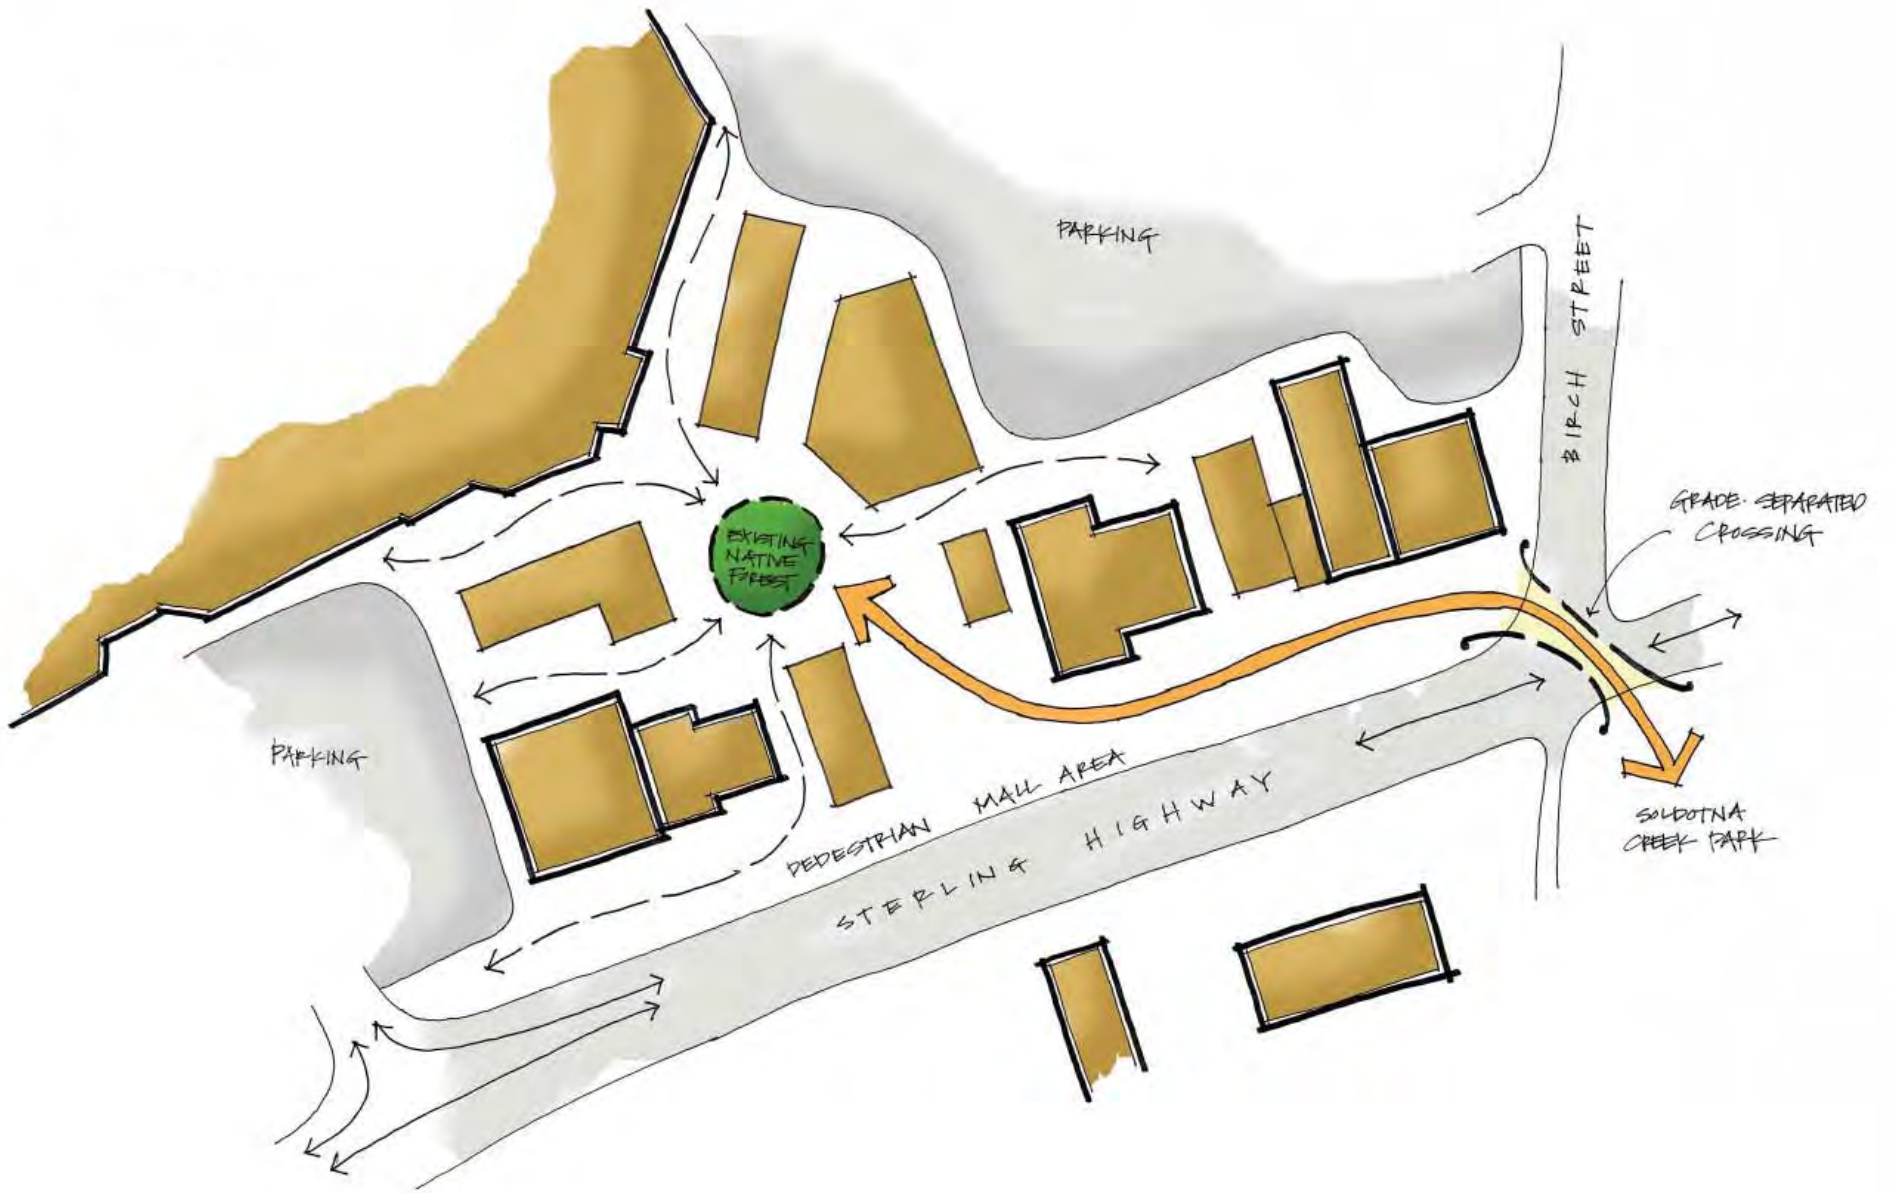 PARKING
BIRCH STREET
GRADE-SEPARATED
CROSSING
EXISTING
NATIVE
FOREST
PARKING
PEDESTRIAN MALL AREA
STERLING HIGHWAY
SOLDOTNA
CREEK PARK